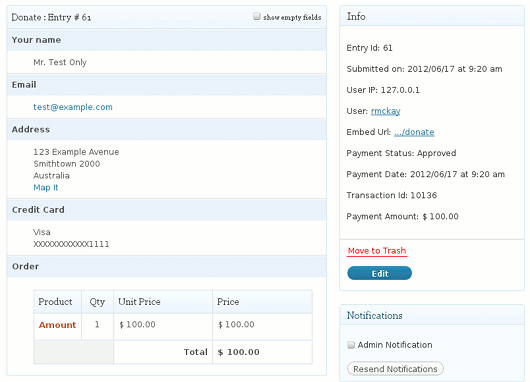 Donate : Entry # 61
show empty fields
Your name
Mr. Test Only
Email
test@example.com
Address
123 Example Avenue
Smithtown 2000
Australia
Map It
Credit Card
Visa
XXXXXXXXXXXX1111
Order
Product Qty Unit Price Price
Amount 1 $ 100.00 $ 100.00
Total $ 100.00
Info
Entry Id: 61
Submitted on: 2012/06/17 at 9:20 am
User IP: 127.0.0.1
User: rmckay
Embed Url: .../donate
Payment Status: Approved
Payment Date: 2012/06/17 at 9:20 am
Transaction Id: 10136
Payment Amount: $ 100.00
Move to Trash
Edit
Notifications
Admin Notification
Resend Notifications